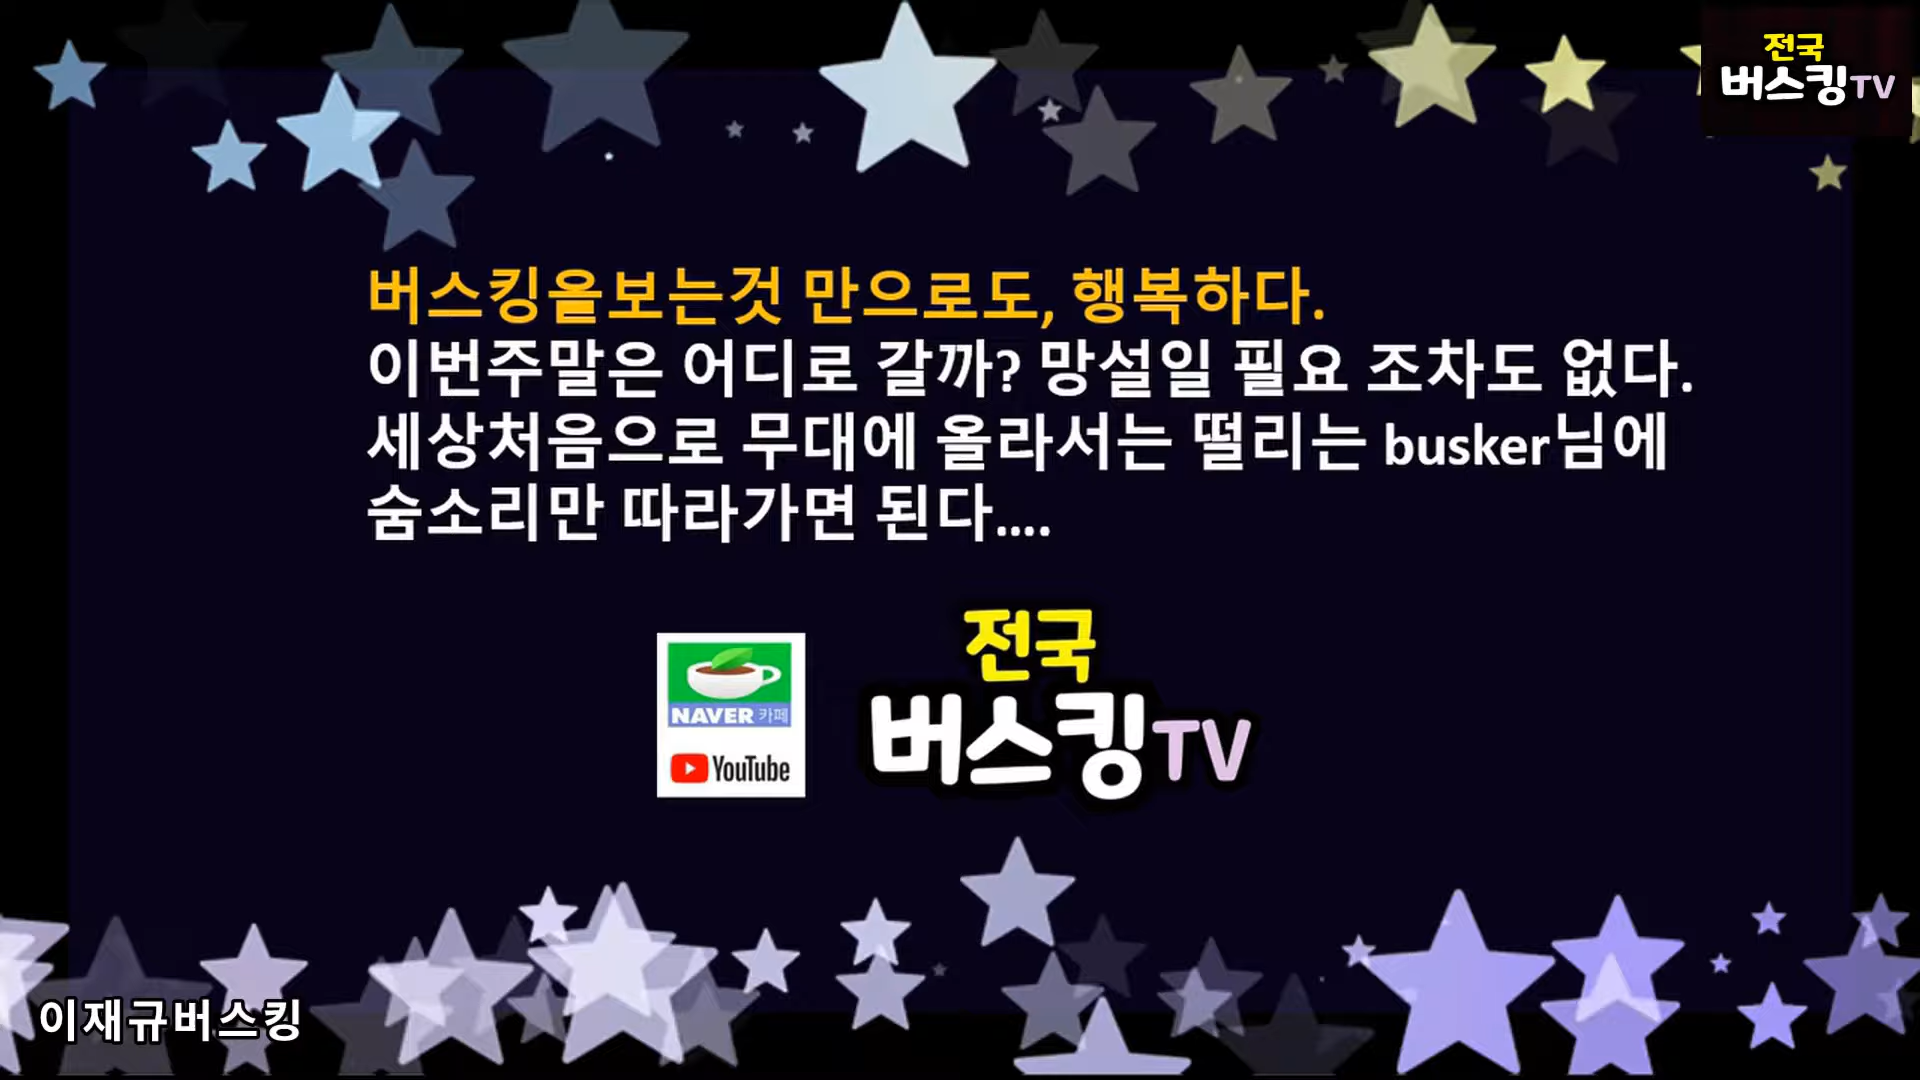 전국
버스킹TV
버스킹을보는것 만으로도, 행복하다.
이번주말은 어디로 갈까? 망설일 필요 조차도 없다.
세상처음으로 무대에 올라서는 떨리는 busker님에
숨소리만 따라가면 된다....
NAVER 카페
YouTube
전국
버스킹TV
이재규버스킹